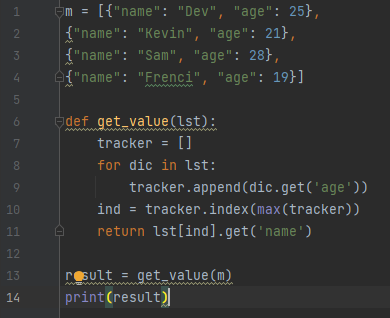 1 m = [{"name": "Dev", "age": 25},
2 {"name": "Kevin", "age": 21},
3 {"name": "Sam", "age": 28},
4 {"name": "Frenci", "age": 19}]
5
6 def get_value(lst):
7     tracker = []
8     for dic in lst:
9         tracker.append(dic.get('age'))
10     ind = tracker.index(max(tracker))
11     return lst[ind].get('name')
12
13 result = get_value(m)
14 print(result)